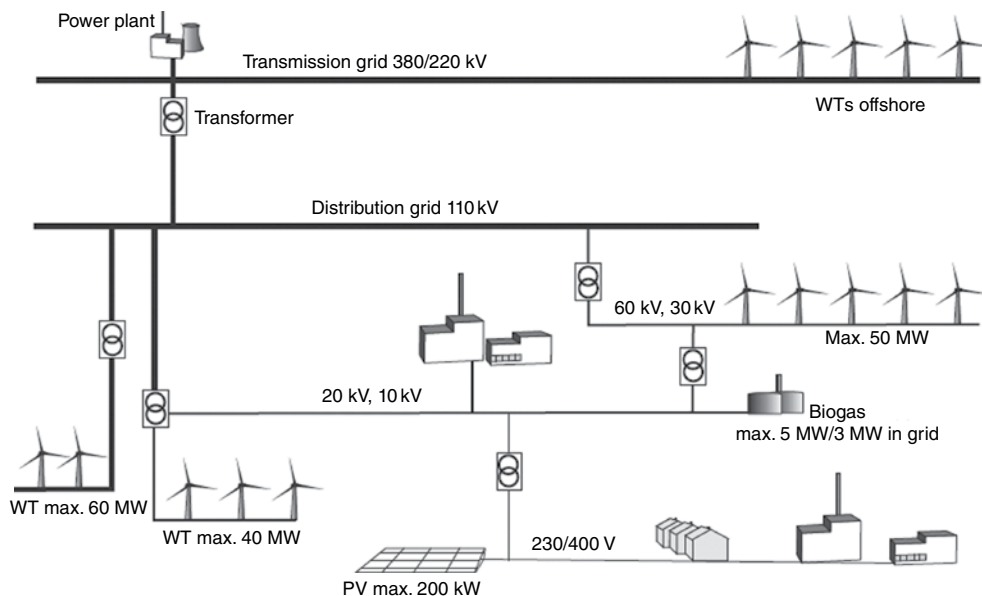 Power plant
Transmission grid 380/220 kV
WTs offshore
Transformer
Distribution grid 110 kV
60 kV, 30 kV
Max. 50 MW
20 kV, 10 kV
Biogas
max. 5 MW/3 MW in grid
WT max. 60 MW
WT max. 40 MW
230/400 V
PV max. 200 kW